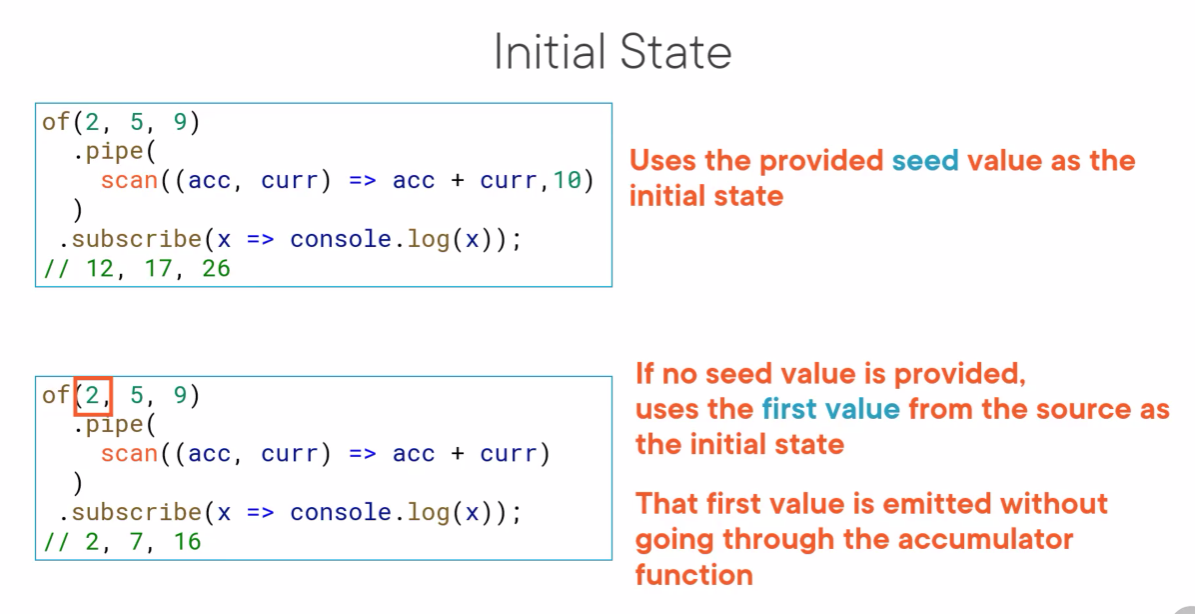 Initial State
of(2, 5, 9)
  .pipe(
    scan((acc, curr) => acc + curr,10)
  )
 .subscribe(x => console.log(x));
// 12, 17, 26
Uses the provided seed value as the
initial state
of(2, 5, 9)
  .pipe(
    scan((acc, curr) => acc + curr)
  )
 .subscribe(x => console.log(x));
// 2, 7, 16
If no seed value is provided,
uses the first value from the source as
the initial state
That first value is emitted without
going through the accumulator
function